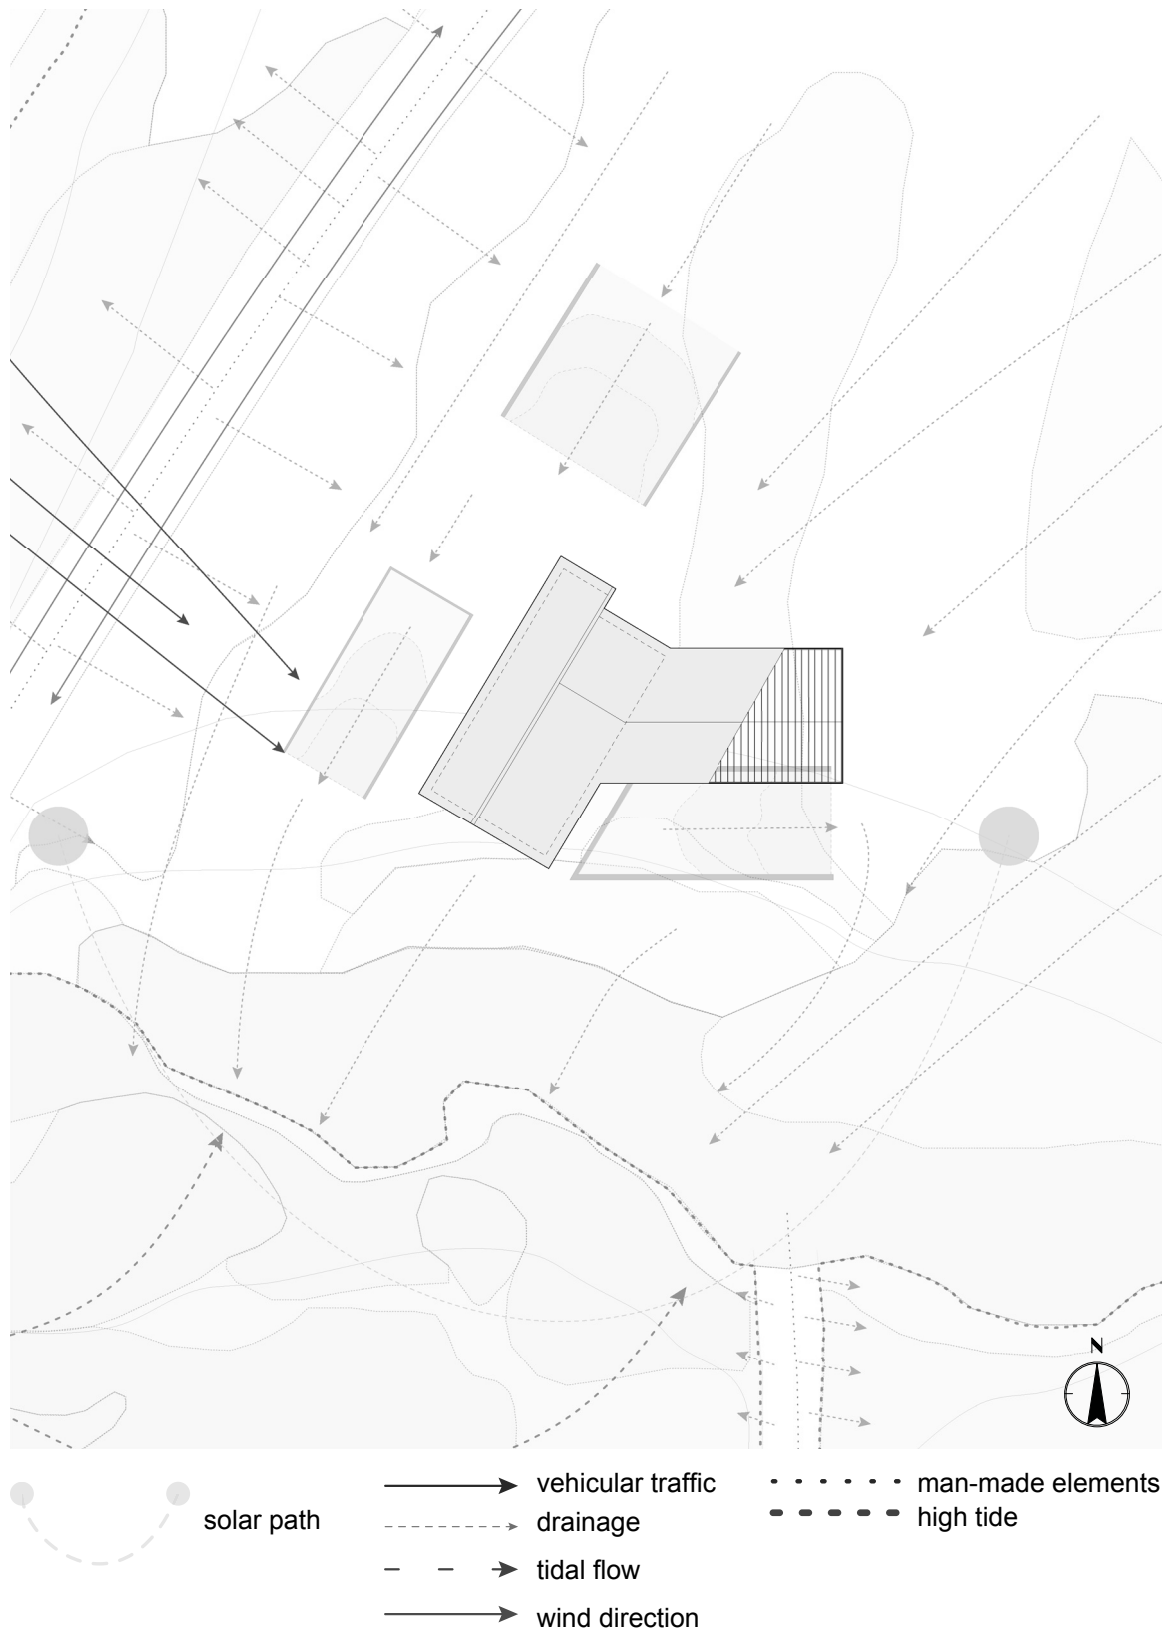 N
solar path
vehicular traffic
drainage
tidal flow
wind direction
man-made elements
high tide